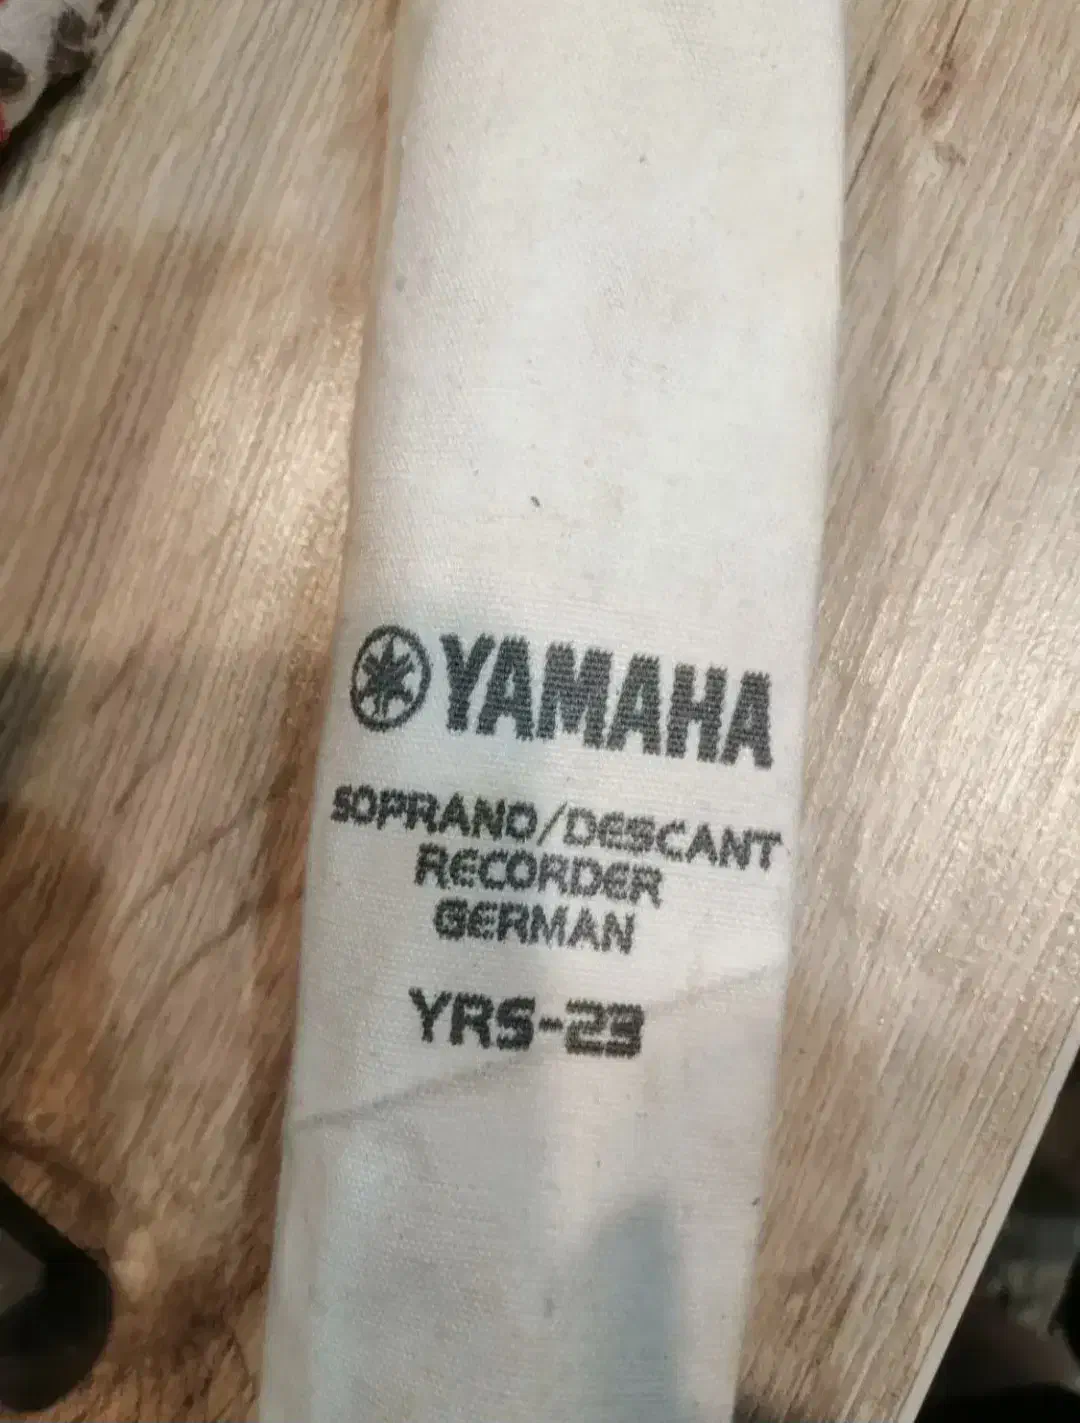 YAMAHA
SOPRANO/DESCANT
RECORDER
GERMAN
YRS-23